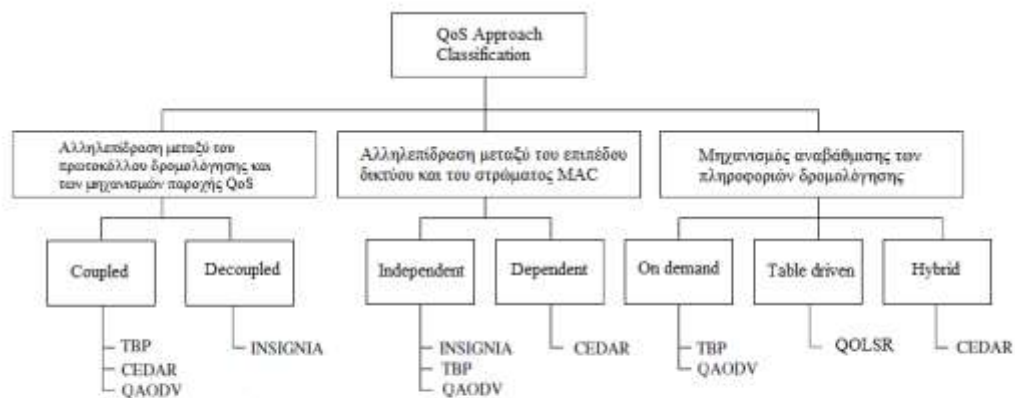 QoS Approach
Classification
Αλληλεπίδραση μεταξύ του
πρωτοκόλλου δρομολόγησης και
των μηχανισμών παροχής QoS
Αλληλεπίδραση μεταξύ του επιπέδου
δικτύου και του στρώματος MAC
Μηχανισμός αναβάθμισης των
πληροφοριών δρομολόγησης
Coupled
Decoupled
Independent
Dependent
On demand
Table driven
Hybrid
TBP
CEDAR
QAODV
INSIGNIA
INSIGNIA
TBP
QAODV
CEDAR
TBP
QAODV
QOLSR
CEDAR